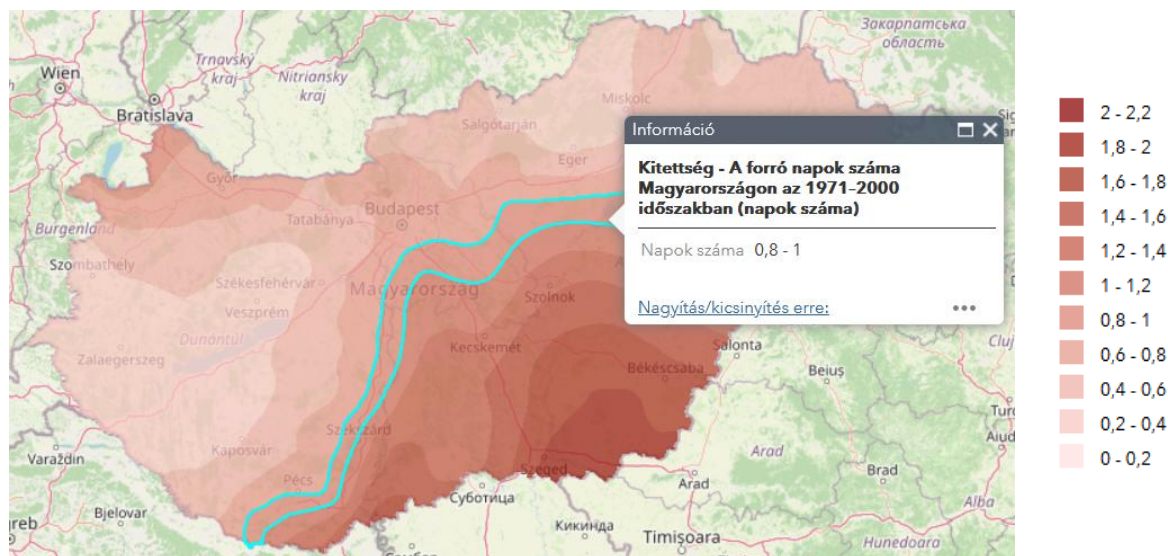 Закарпатська
область
Trnavský
kraj
Nitriansky
kraj
Wien
Bratislava
Miskolc
Salgótarján
Eger
Győr
Tatabánya
Budapest
Burgenland
Szombathely
Székesfehérvár
Magyarország
Veszprém
Szolnok
Dunántúl
Zalaegerszeg
Kecskemét
Békéscsaba
Salonta
Cluj
Beiuș
Kaposvár
Szekszárd
Varaždin
Pécs
Szeged
Arad
Arad
Brad
Aiud
Суботица
Alba
Bjelovar
Кикинда
Timișoara
Hunedoara
Információ
Kitettség - A forró napok száma
Magyarországon az 1971–2000
időszakban (napok száma)
Napok száma 0,8 - 1
Nagyítás/kicsinyítés erre:
2 - 2,2
1,8 - 2
1,6 - 1,8
1,4 - 1,6
1,2 - 1,4
1 - 1,2
0,8 - 1
0,6 - 0,8
0,4 - 0,6
0,2 - 0,4
0 - 0,2